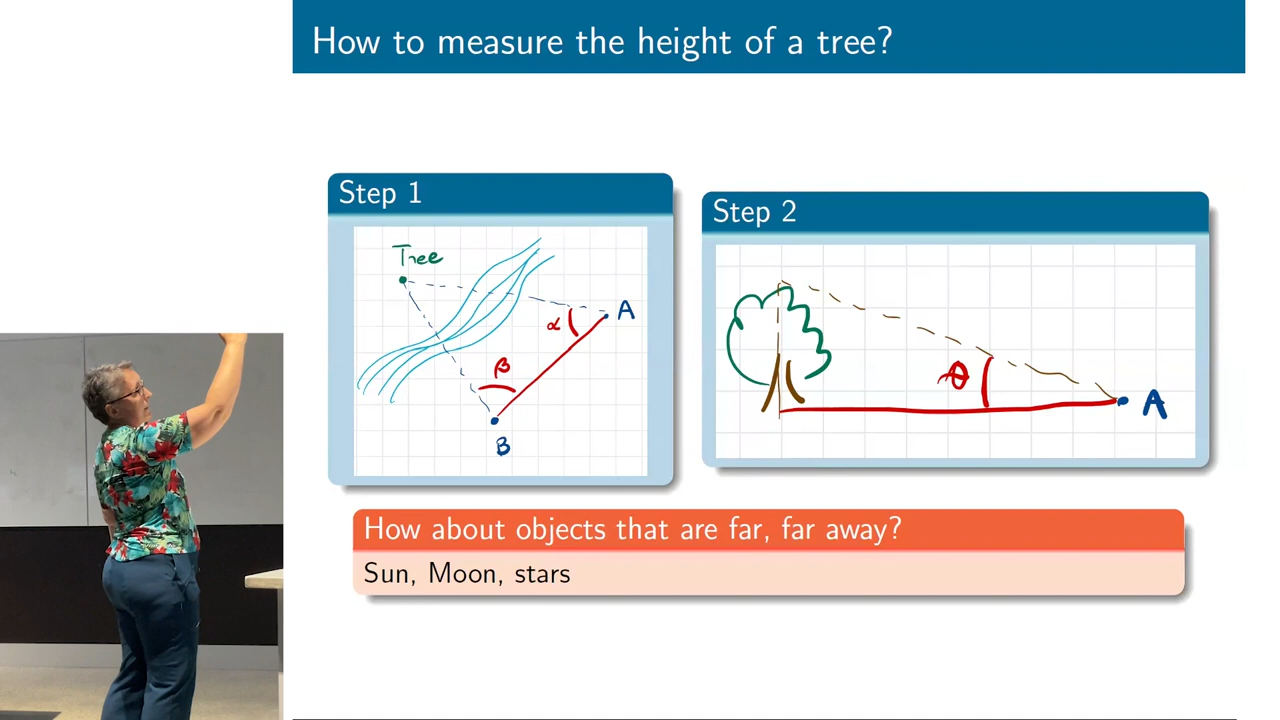 How to measure the height of a tree?
Step 1
Tree
A
α
β
B
Step 2
θ
A
How about objects that are far, far away?
Sun, Moon, stars